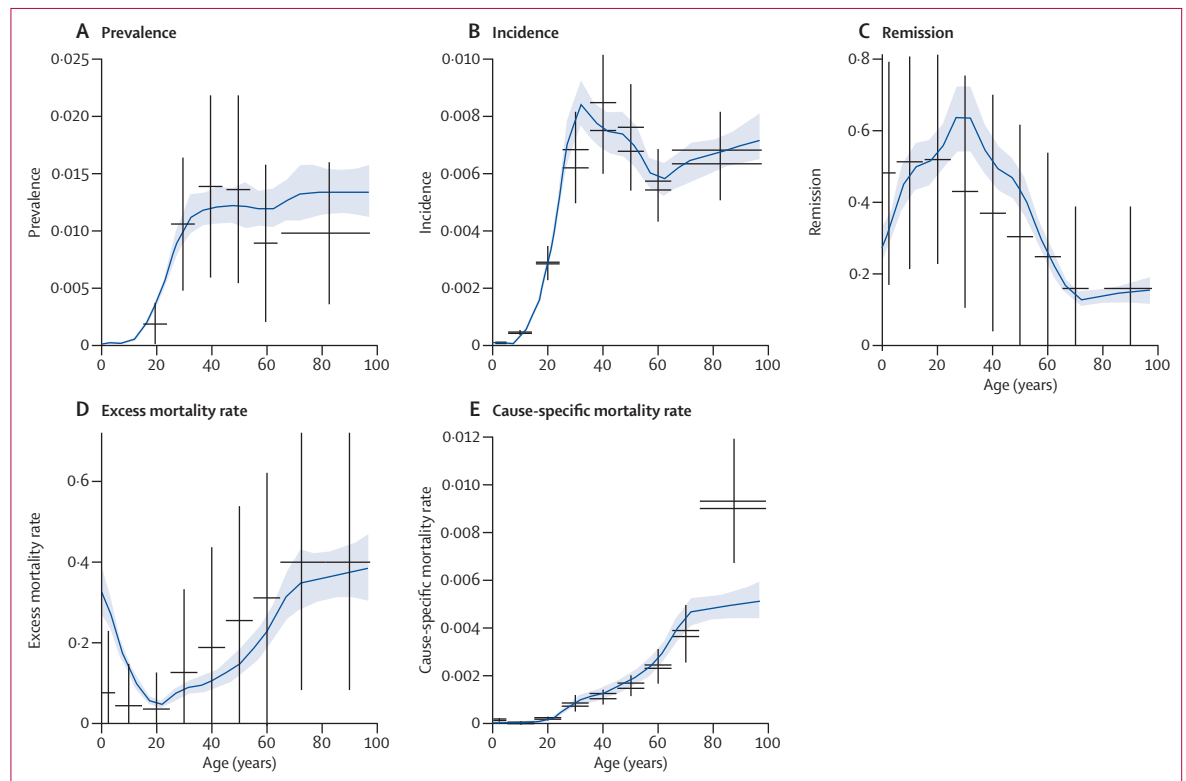 A Prevalence
0·025
0·020
0·015
0·010
0·005
0
Prevalence
0 20 40 60 80 100
B Incidence
0·010
0·008
0·006
0·004
0·002
0
Incidence
0 20 40 60 80 100
C Remission
0·8
0·6
0·4
0·2
0
Remission
0 20 40 60 80 100
Age (years)
D Excess mortality rate
0·6
0·4
0·2
0
Excess mortality rate
0 20 40 60 80 100
Age (years)
E Cause-specific mortality rate
0·012
0·010
0·008
0·006
0·004
0·002
0
Cause-specific mortality rate
0 20 40 60 80 100
Age (years)